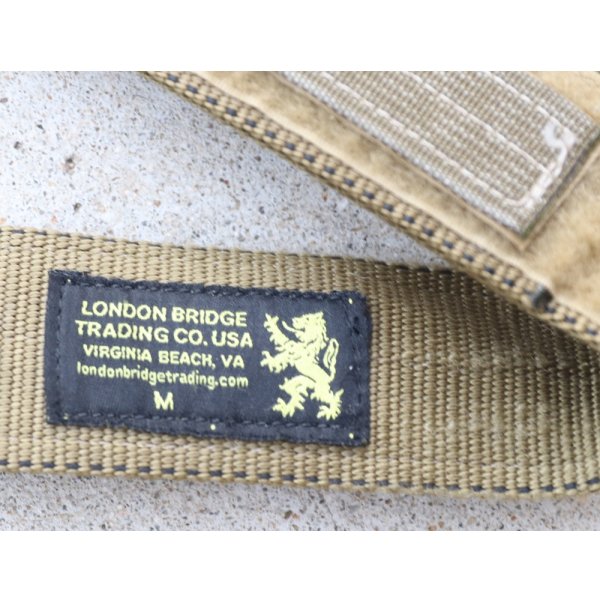 LONDON BRIDGE
TRADING CO. USA
VIRGINIA BEACH, VA
londonbridgetrading.com
M